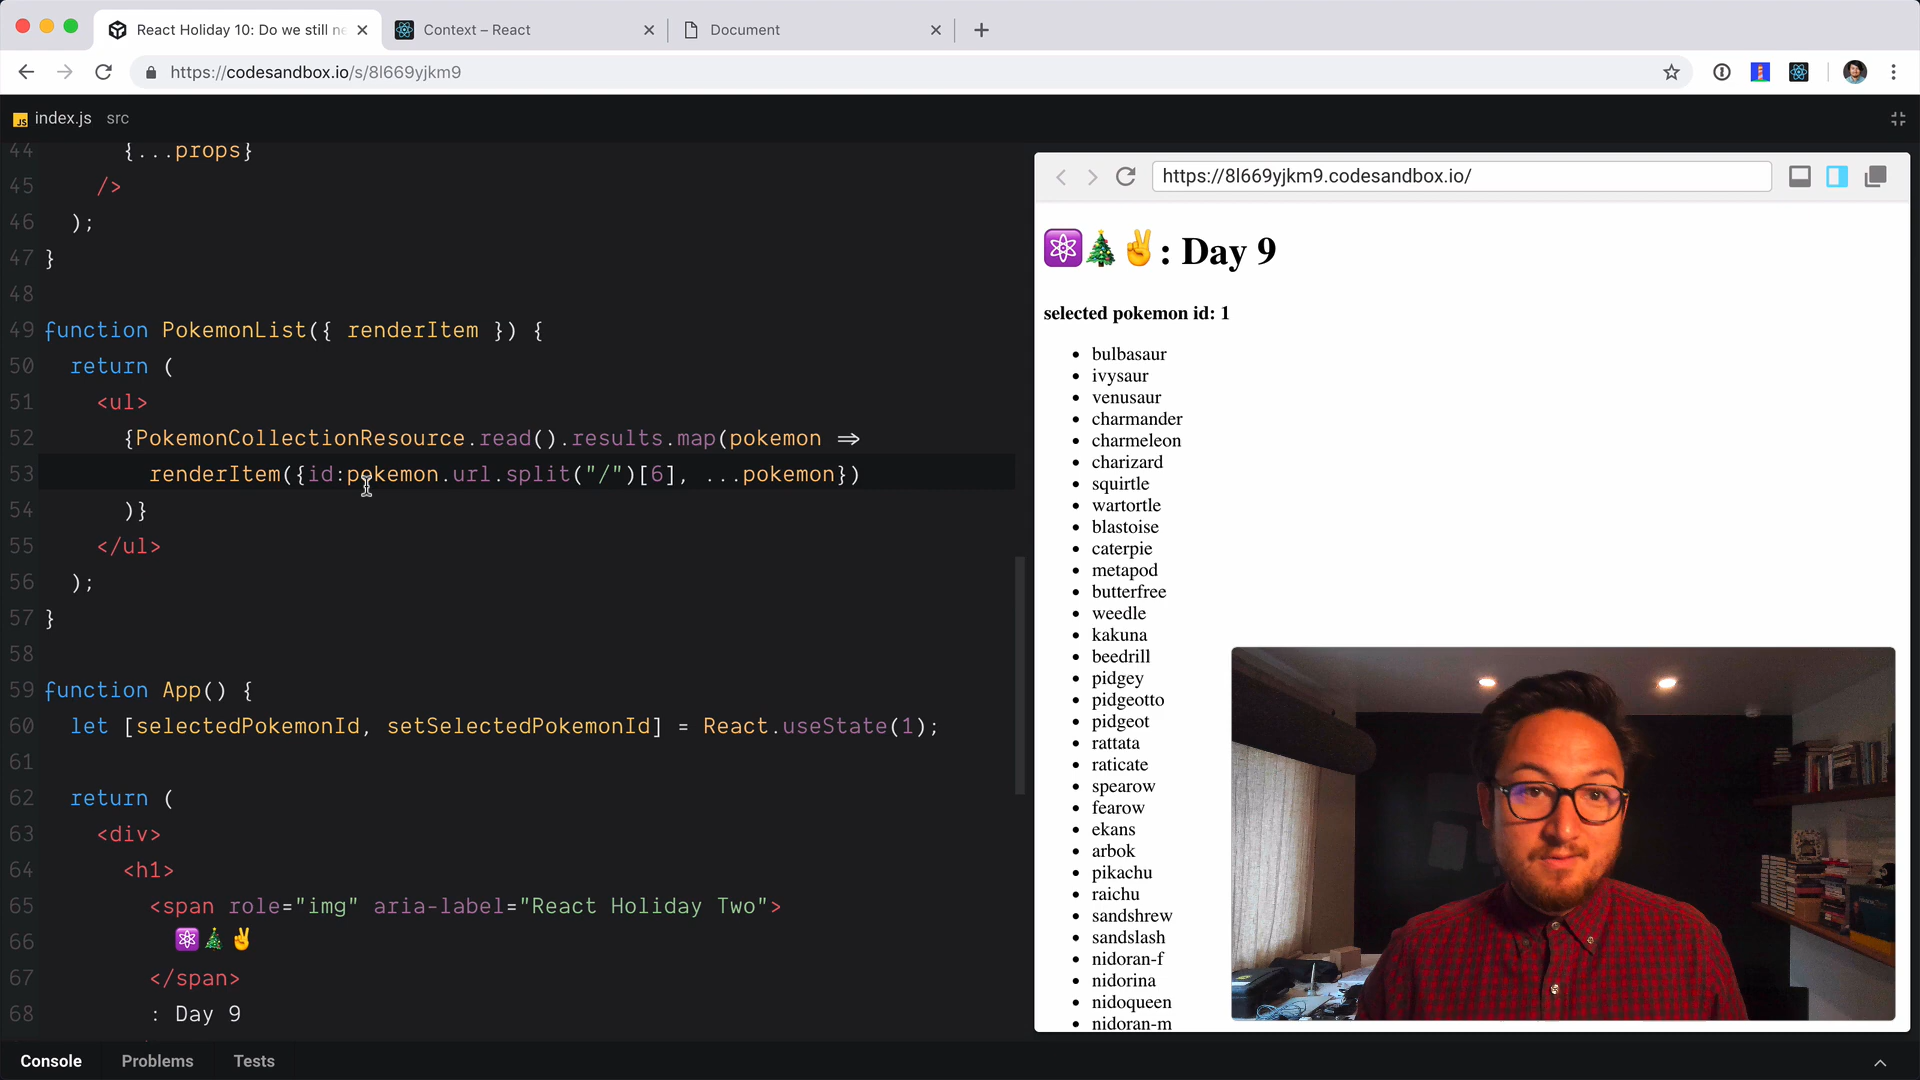 React Holiday 10: Do we still ne
Context – React
Document
https://codesandbox.io/s/8l669yjkm9
JS index.js src
44 {...props}
45 />
46 );
47 }
48
49 function PokemonList({ renderItem }) {
50 return (
51 <ul>
52 {PokemonCollectionResource.read().results.map(pokemon =>
53 renderItem({id:pokemon.url.split("/")[6], ...pokemon})
54 )}
55 </ul>
56 );
57 }
58
59 function App() {
60 let [selectedPokemonId, setSelectedPokemonId] = React.useState(1);
61
62 return (
63 <div>
64 <h1>
65 <span role="img" aria-label="React Holiday Two">
66 ⚛️🎄✌️
67 </span>
68 : Day 9
Console Problems Tests
https://8l669yjkm9.codesandbox.io/
⚛️🎄✌️: Day 9
selected pokemon id: 1
• bulbasaur
• ivysaur
• venusaur
• charmander
• charmeleon
• charizard
• squirtle
• wartortle
• blastoise
• caterpie
• metapod
• butterfree
• weedle
• kakuna
• beedrill
• pidgey
• pidgeotto
• pidgeot
• rattata
• raticate
• spearow
• fearow
• ekans
• arbok
• pikachu
• raichu
• sandshrew
• sandslash
• nidoran-f
• nidorina
• nidoqueen
• nidoran-m